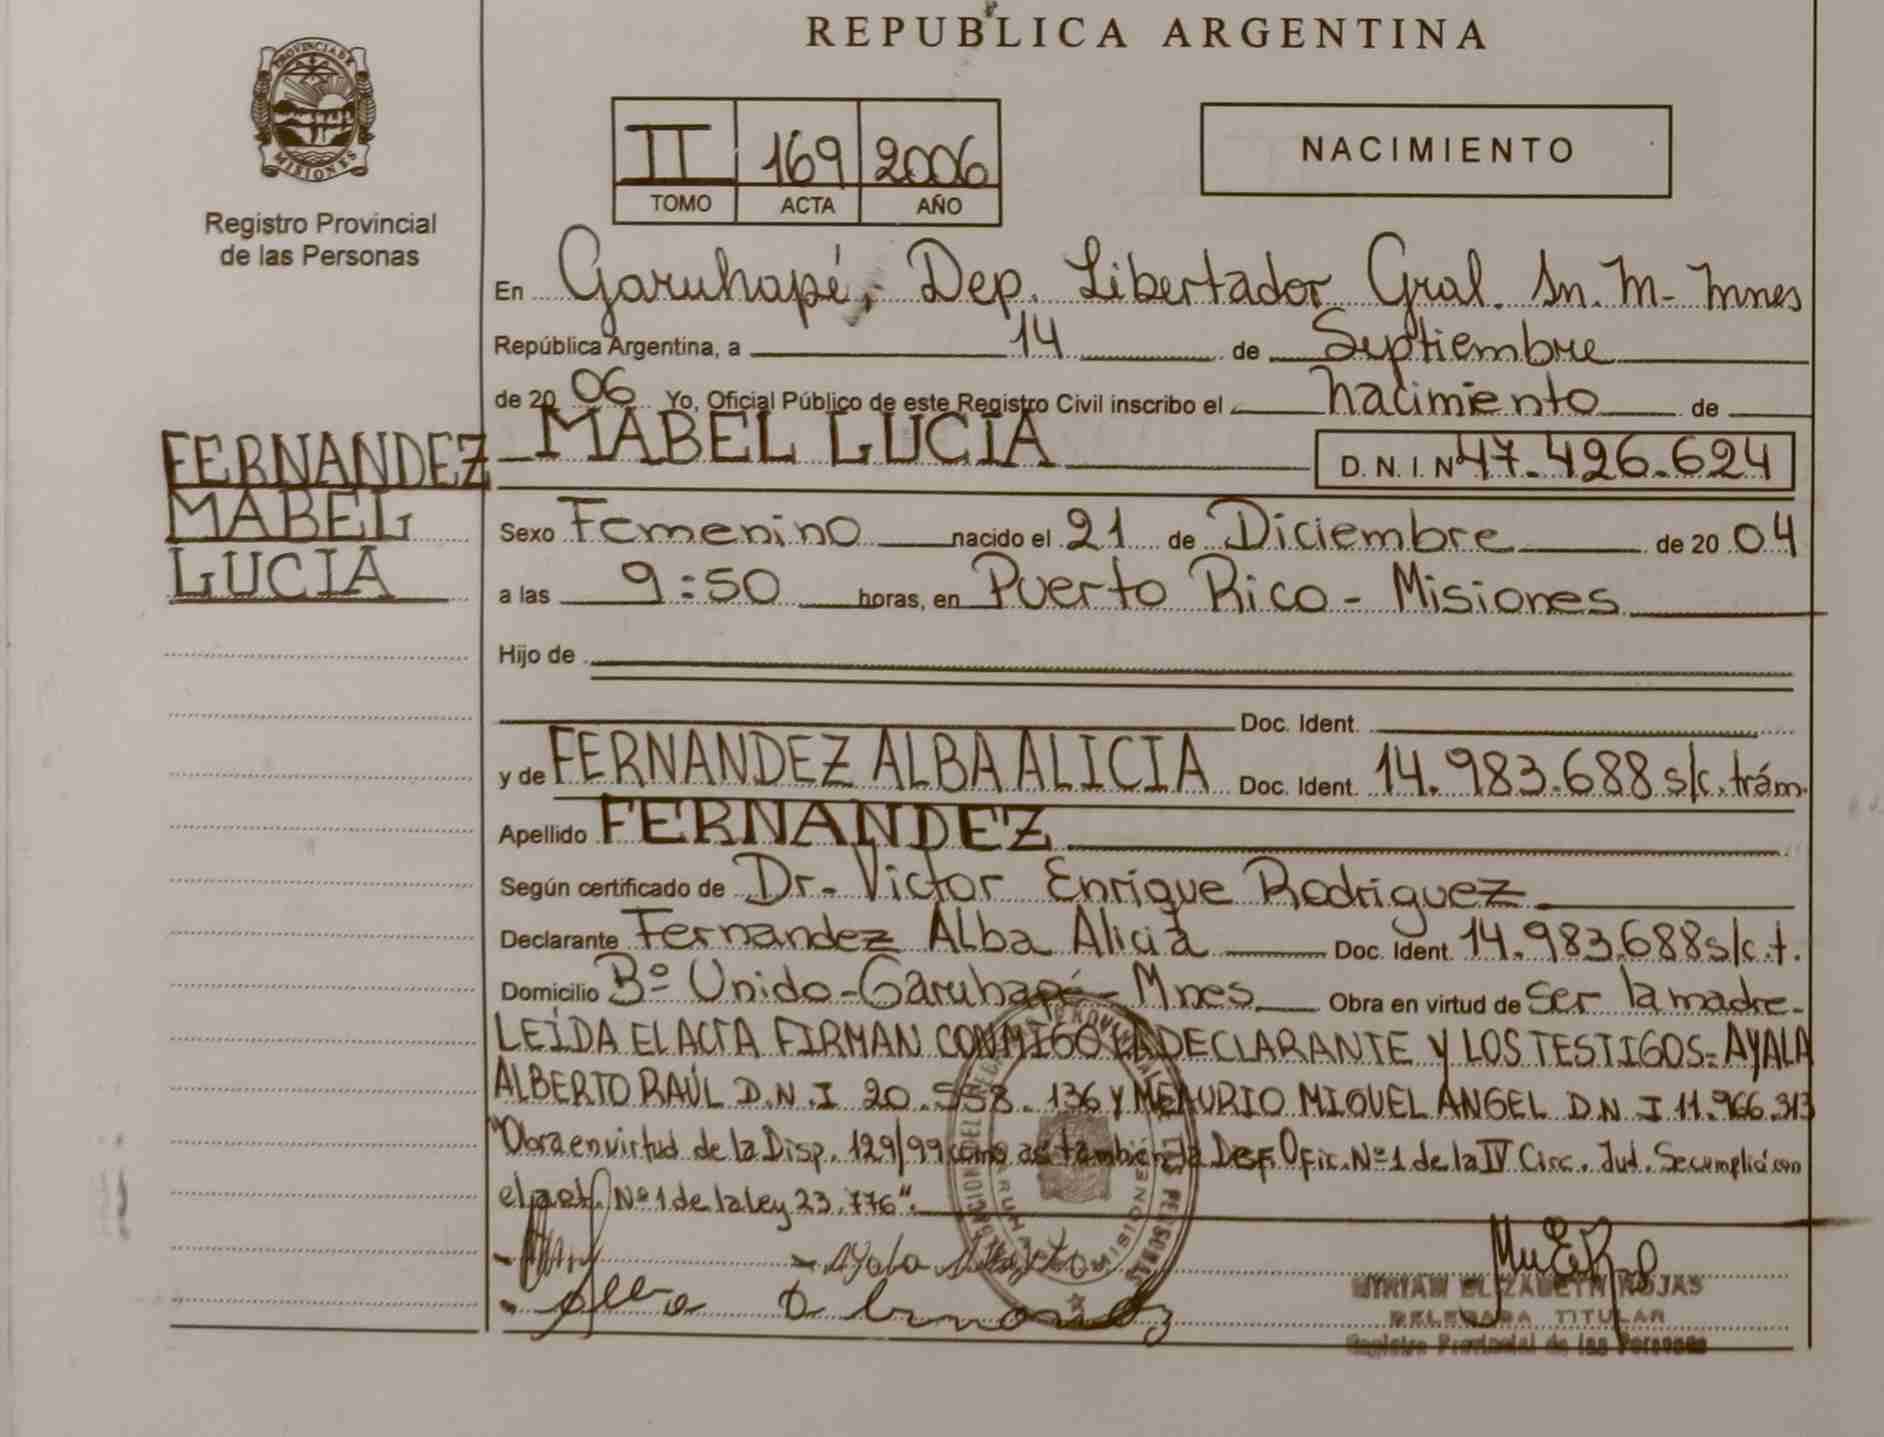 REPUBLICA ARGENTINA
PROVINCIA DE
MISIONES
Registro Provincial
de las Personas
II 169 2006
TOMO ACTA AÑO
NACIMIENTO
En Garuhapé, Dep. Libertador Gral. Sn. M- Mnes
República Argentina, a 14 de Septiembre
de 2006 Yo, Oficial Público de este Registro Civil inscribo el nacimiento de
MABEL LUCIA D. N. I. N 47.426.624
FERNANDEZ
MABEL
LUCIA
Sexo Femenino nacido el 21 de Diciembre de 2004
a las 9:50 horas, en Puerto Rico - Misiones
Hijo de
Doc. Ident.
y de FERNANDEZ ALBA ALICIA Doc. Ident. 14.983.688 s/c. trám.
Apellido FERNANDEZ
Según certificado de Dr. Victor Enrique Rodriguez
Declarante Fernandez Alba Alicia Doc. Ident. 14.983.688 s/c.t.
Domicilio Bº Unido - Garuhapé - Mnes Obra en virtud de Ser la madre.
LEÍDA EL ACTA FIRMAN CONMIGO LA DECLARANTE Y LOS TESTIGOS: AYALA
ALBERTO RAÚL D.N.I 20.558.136 Y MEAURIO MIGUEL ANGEL D.N.I 11.966.313
"Obra en virtud de la Disp. 129/99 como así también la Def. Ofic. Nº1 de la IV Circ. Jud. Se cumplió con
el art. Nº1 de la ley 23.776".
Ayala Alberto
MYRIAM ELIZABETH ROJAS
DELEGADA TITULAR
Registro Provincial de las Personas